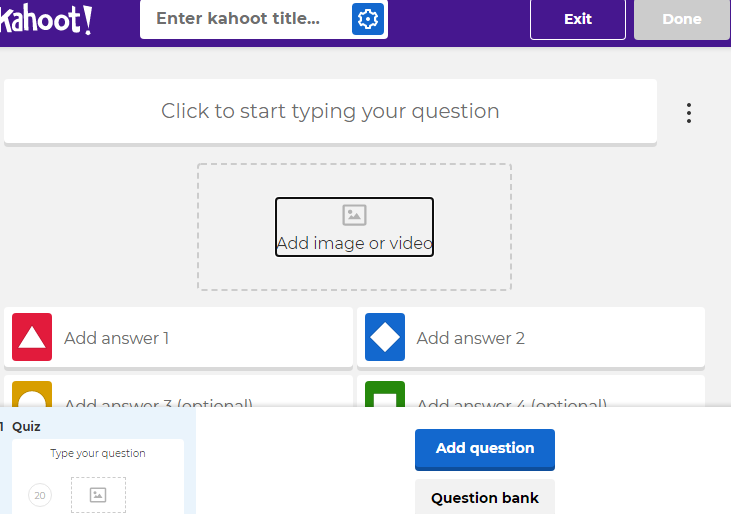 Kahoot!
Enter kahoot title...
Exit
Done
Click to start typing your question
Add image or video
Add answer 1
Add answer 2
Add answer 3 (optional)
Add answer 4 (optional)
1 Quiz
Type your question
20
Add question
Question bank